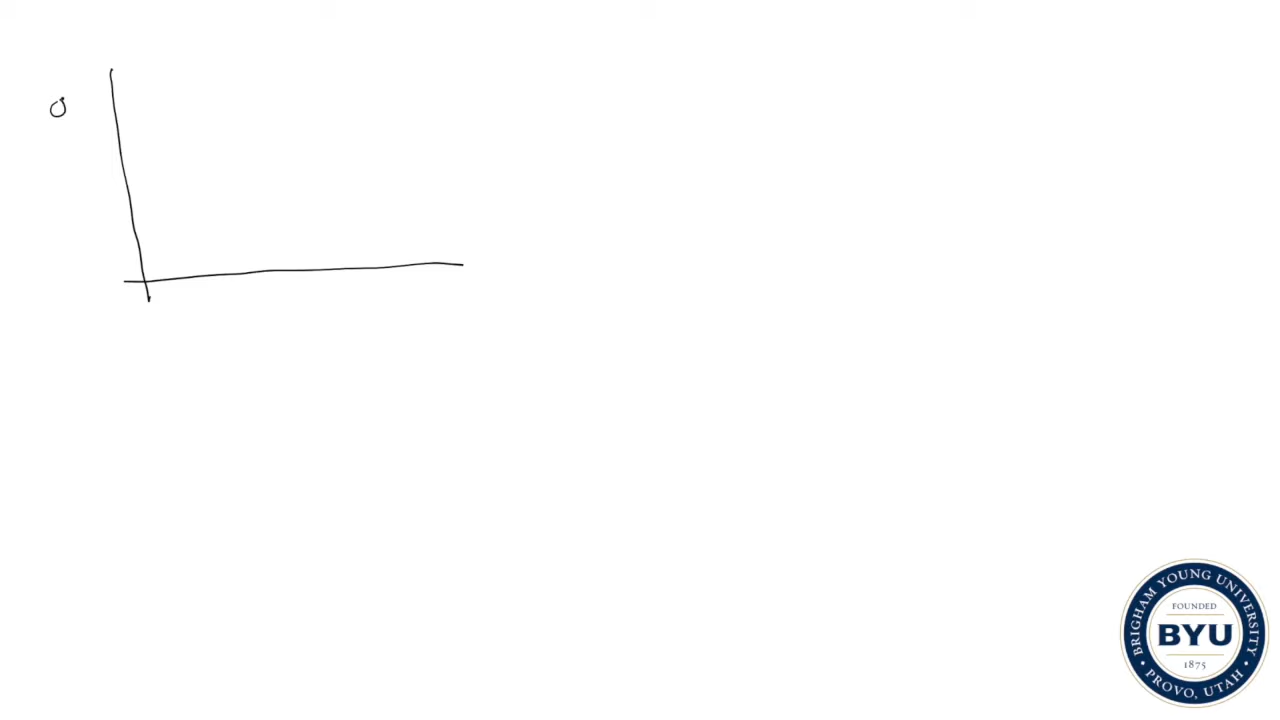 σ
BRIGHAM YOUNG UNIVERSITY
FOUNDED
BYU
1875
• PROVO, UTAH •